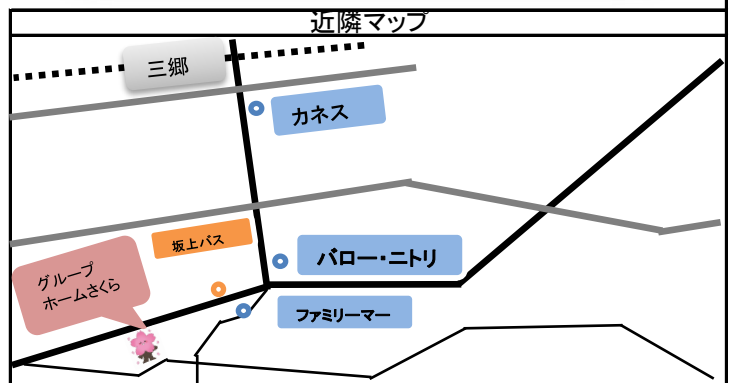 近隣マップ
三郷
カネス
坂上バス
バロー・ニトリ
グループ
ホームさくら
ファミリーマー